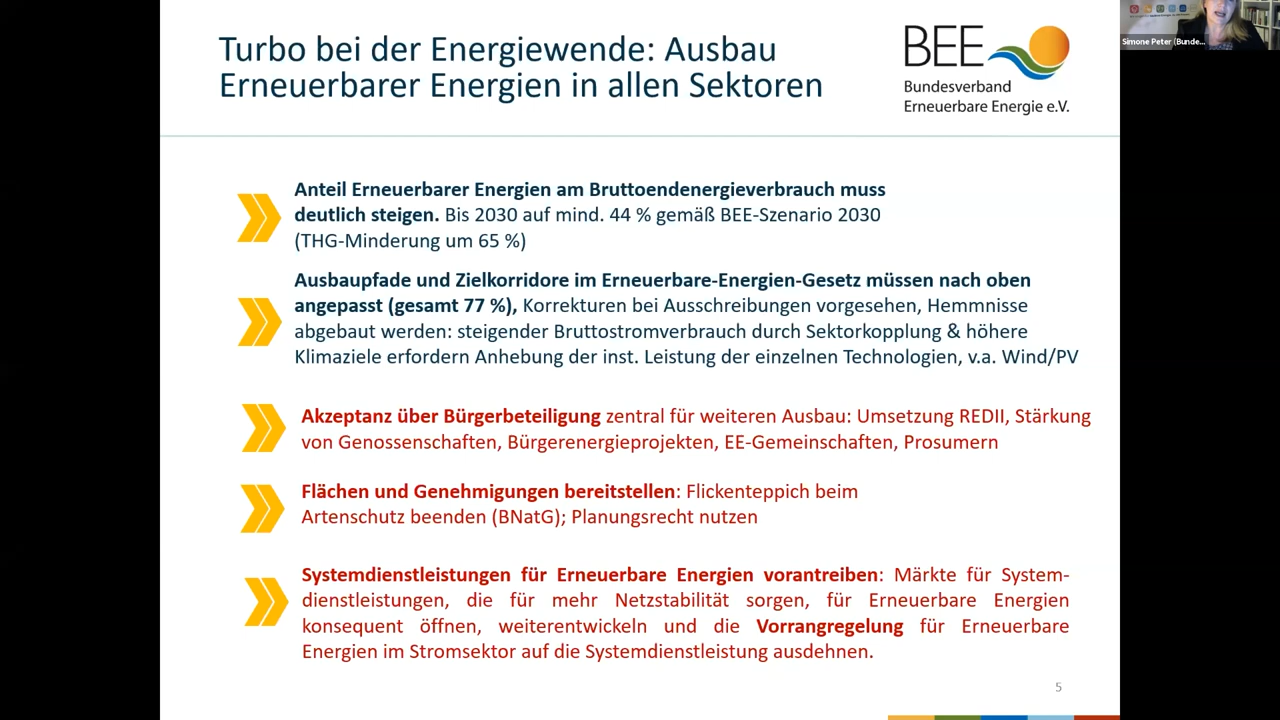 Turbo bei der Energiewende: Ausbau
Erneuerbarer Energien in allen Sektoren
BEE
Bundesverband
Erneuerbare Energie e.V.
Simone Peter (Bunde...
Anteil Erneuerbarer Energien am Bruttoendenergieverbrauch muss
deutlich steigen. Bis 2030 auf mind. 44 % gemäß BEE-Szenario 2030
(THG-Minderung um 65 %)
Ausbaupfade und Zielkorridore im Erneuerbare-Energien-Gesetz müssen nach oben
angepasst (gesamt 77 %), Korrekturen bei Ausschreibungen vorgesehen, Hemmnisse
abgebaut werden: steigender Bruttostromverbrauch durch Sektorkopplung & höhere
Klimaziele erfordern Anhebung der inst. Leistung der einzelnen Technologien, v.a. Wind/PV
Akzeptanz über Bürgerbeteiligung zentral für weiteren Ausbau: Umsetzung REDII, Stärkung
von Genossenschaften, Bürgerenergieprojekten, EE-Gemeinschaften, Prosumern
Flächen und Genehmigungen bereitstellen: Flickenteppich beim
Artenschutz beenden (BNatG); Planungsrecht nutzen
Systemdienstleistungen für Erneuerbare Energien vorantreiben: Märkte für System-
dienstleistungen, die für mehr Netzstabilität sorgen, für Erneuerbare Energien
konsequent öffnen, weiterentwickeln und die Vorrangregelung für Erneuerbare
Energien im Stromsektor auf die Systemdienstleistung ausdehnen.
5